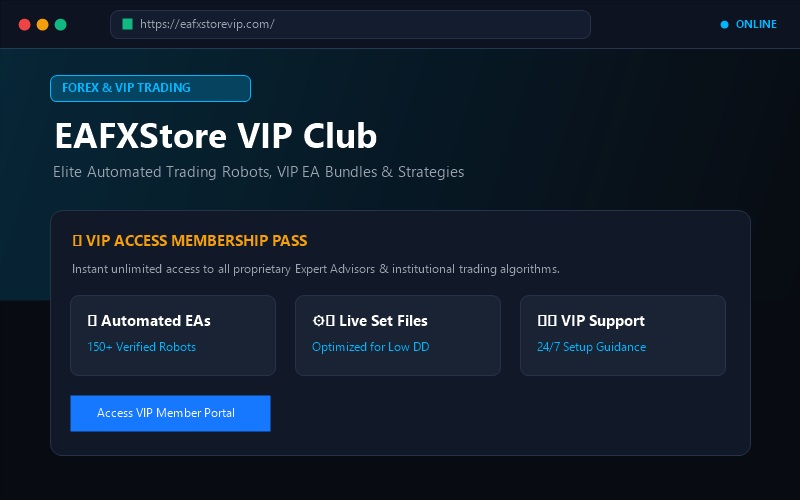 https://eafxstorevip.com/
ONLINE
FOREX & VIP TRADING
EAFXStore VIP Club
Elite Automated Trading Robots, VIP EA Bundles & Strategies
VIP ACCESS MEMBERSHIP PASS
Instant unlimited access to all proprietary Expert Advisors & institutional trading algorithms.
Automated EAs
150+ Verified Robots
⚙ Live Set Files
Optimized for Low DD
VIP Support
24/7 Setup Guidance
Access VIP Member Portal